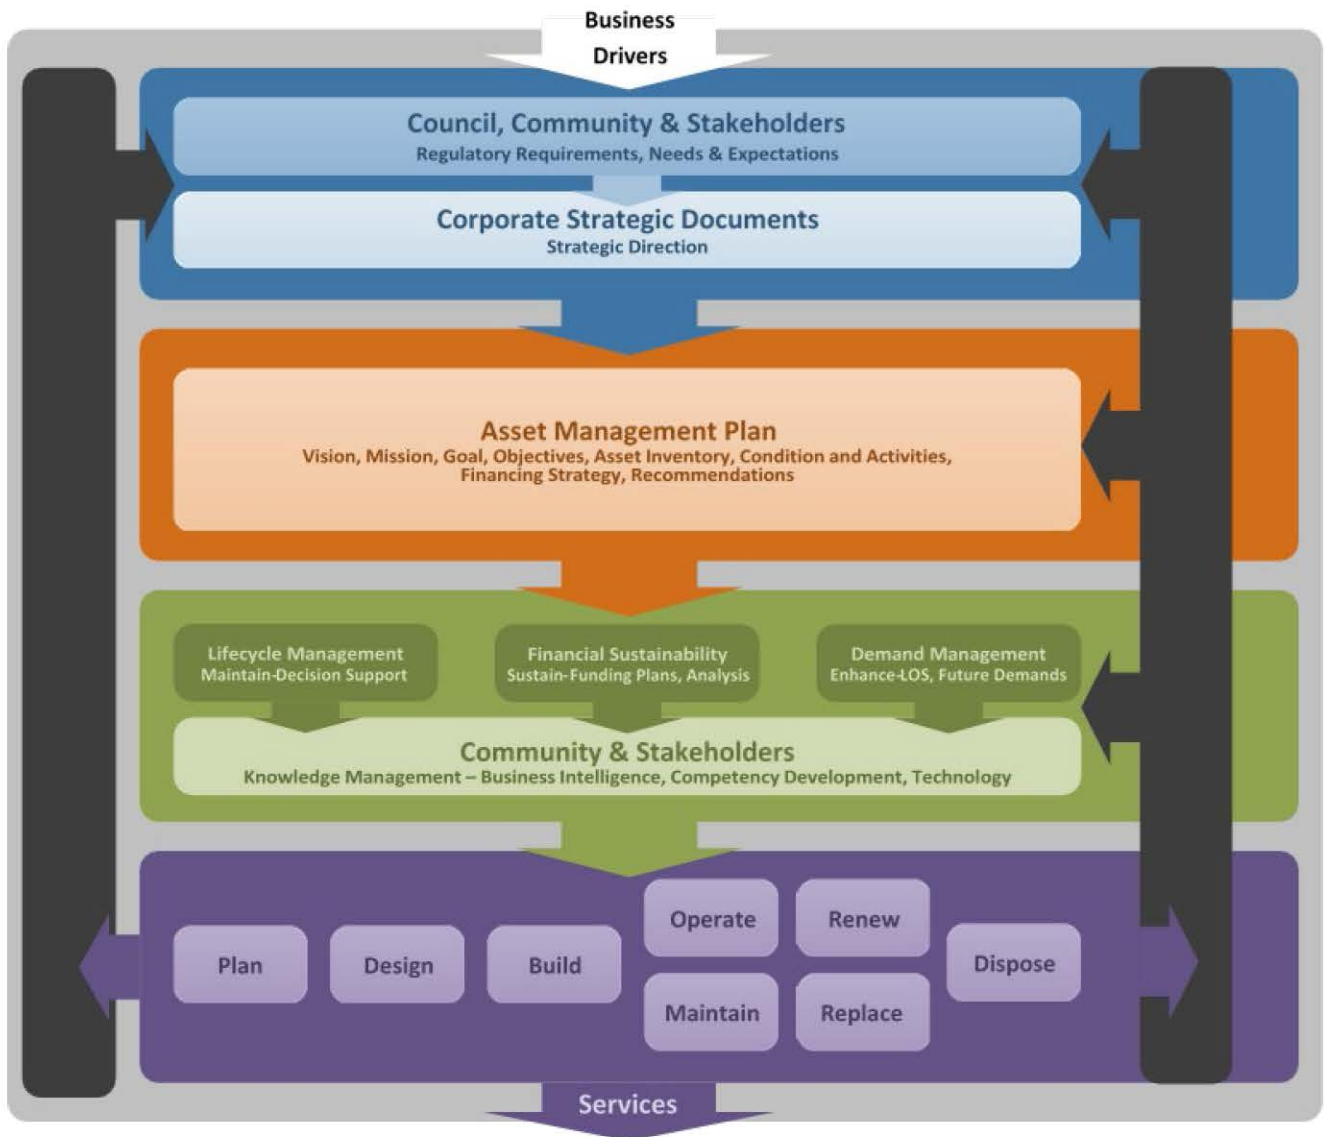 Business
Drivers
Council, Community & Stakeholders
Regulatory Requirements, Needs & Expectations
Corporate Strategic Documents
Strategic Direction
Asset Management Plan
Vision, Mission, Goal, Objectives, Asset Inventory, Condition and Activities,
Financing Strategy, Recommendations
Lifecycle Management
Maintain-Decision Support
Financial Sustainability
Sustain-Funding Plans, Analysis
Demand Management
Enhance-LOS, Future Demands
Community & Stakeholders
Knowledge Management – Business Intelligence, Competency Development, Technology
Plan
Design
Build
Operate
Maintain
Renew
Replace
Dispose
Services